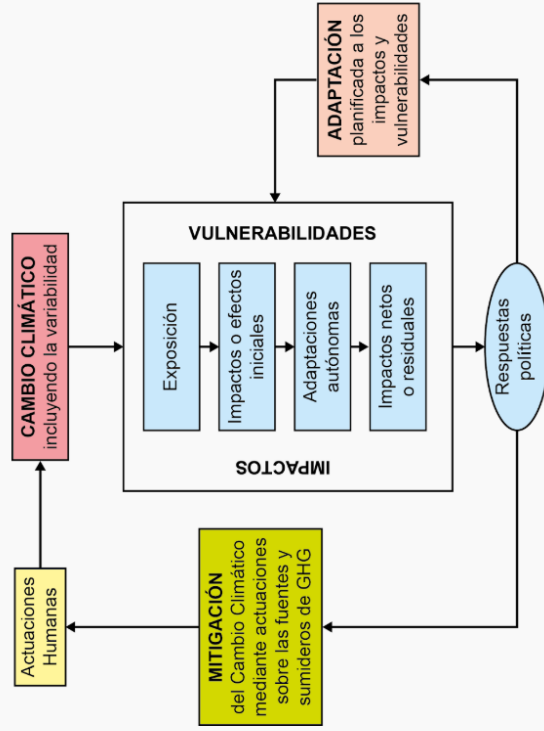 Actuaciones
Humanas
CAMBIO CLIMÁTICO
incluyendo la variabilidad
MITIGACIÓN
del Cambio Climático
mediante actuaciones
sobre las fuentes y
sumideros de GHG
IMPACTOS
VULNERABILIDADES
Exposición
Impactos o efectos
iniciales
Adaptaciones
autónomas
Impactos netos
o residuales
ADAPTACIÓN
planificada a los
impactos y
vulnerabilidades
Respuestas
políticas